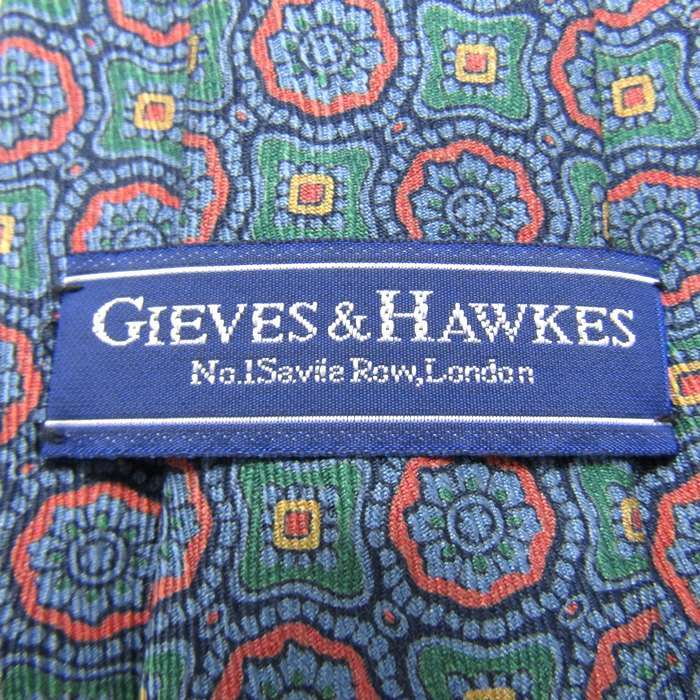 GIEVES & HAWKES
No.1 Savile Row, London